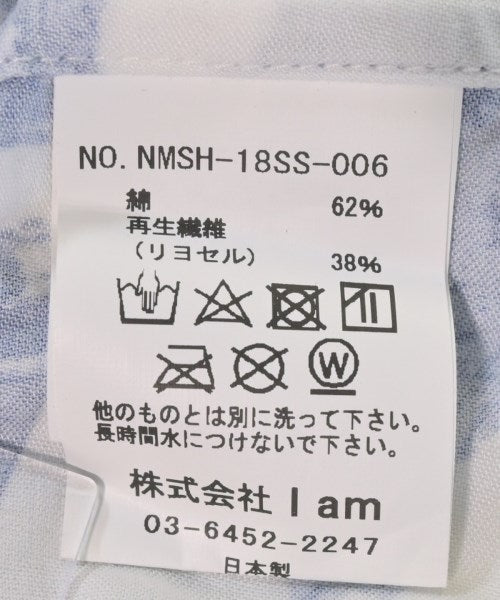 NO. NMSH-18SS-006
綿 62%
再生繊維
(リヨセル) 38%
W
他のものとは別に洗って下さい。
長時間水につけないで下さい。
株式会社 I am
03-6452-2247
日本製